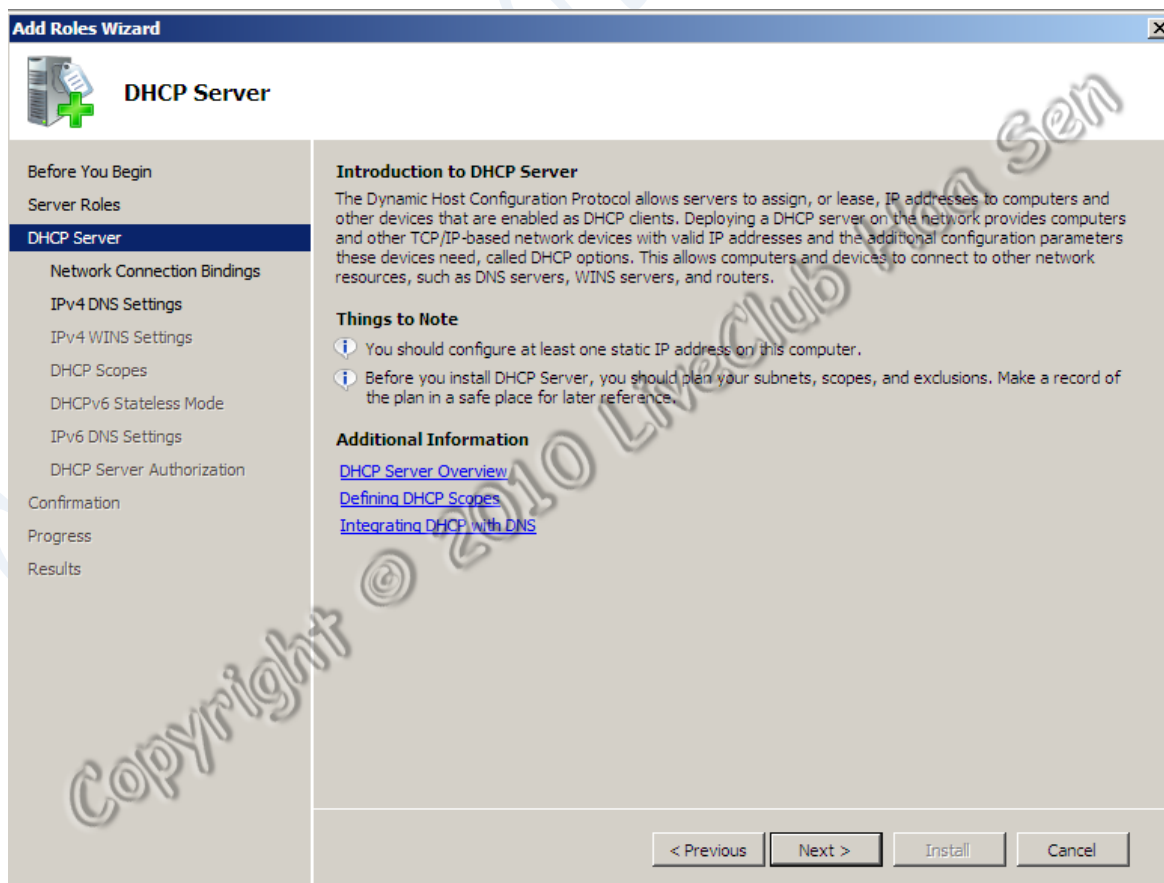 Add Roles Wizard
DHCP Server
Before You Begin
Server Roles
DHCP Server
Network Connection Bindings
IPv4 DNS Settings
IPv4 WINS Settings
DHCP Scopes
DHCPv6 Stateless Mode
IPv6 DNS Settings
DHCP Server Authorization
Confirmation
Progress
Results
Introduction to DHCP Server
The Dynamic Host Configuration Protocol allows servers to assign, or lease, IP addresses to computers and
other devices that are enabled as DHCP clients. Deploying a DHCP server on the network provides computers
and other TCP/IP-based network devices with valid IP addresses and the additional configuration parameters
these devices need, called DHCP options. This allows computers and devices to connect to other network
resources, such as DNS servers, WINS servers, and routers.
Things to Note
You should configure at least one static IP address on this computer.
Before you install DHCP Server, you should plan your subnets, scopes, and exclusions. Make a record of
the plan in a safe place for later reference.
Additional Information
DHCP Server Overview
Defining DHCP Scopes
Integrating DHCP with DNS
< Previous
Next >
Install
Cancel
Copyright © 2010 LiveClub Hoa Sen